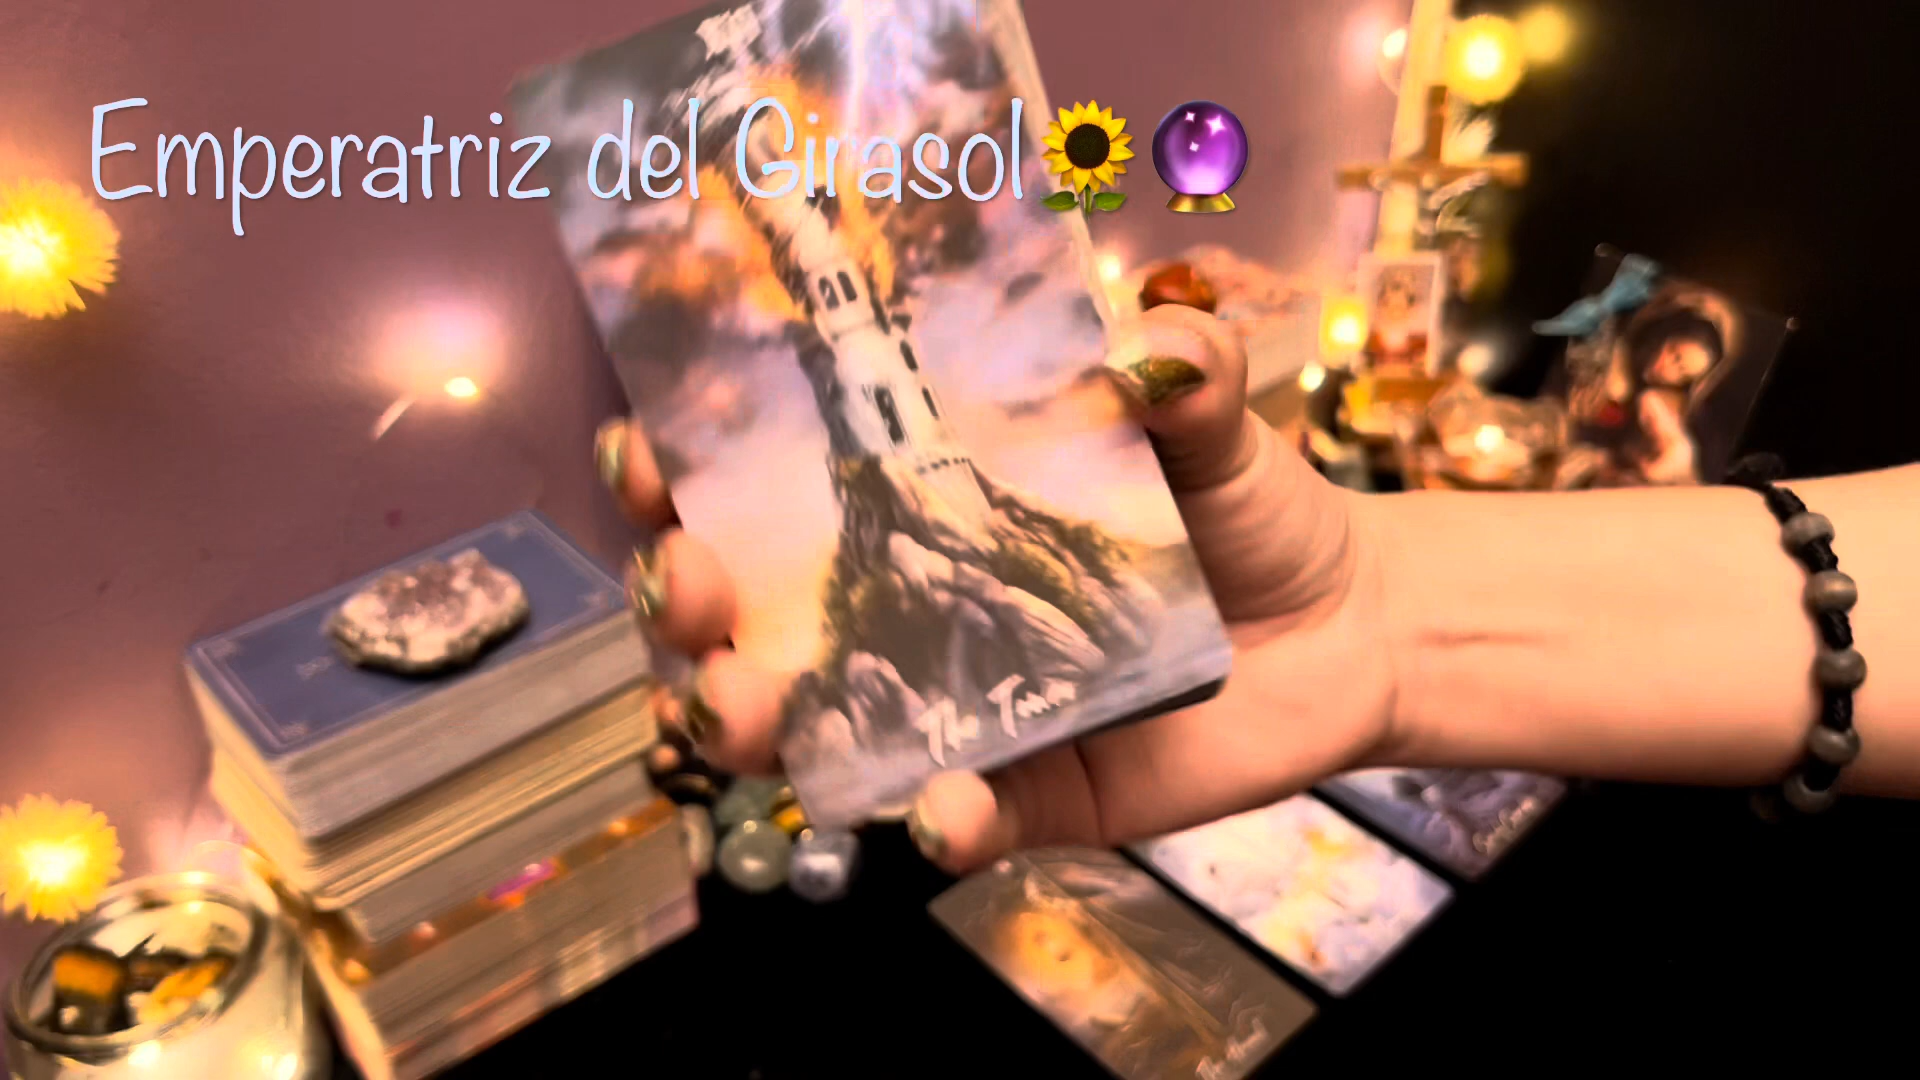 Emperatriz del Girasol🌻🔮
The Tower